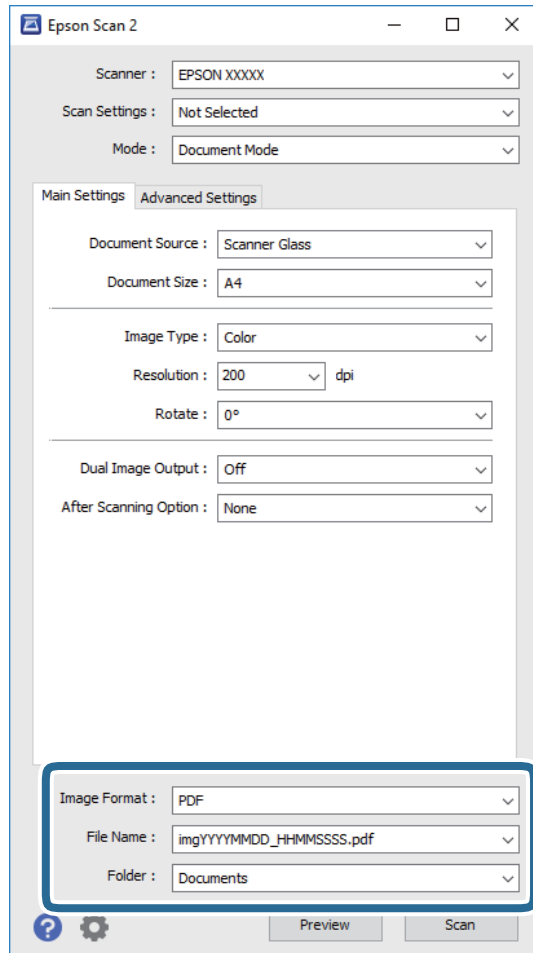 Epson Scan 2
Scanner : EPSON XXXXX
Scan Settings : Not Selected
Mode : Document Mode
Main Settings Advanced Settings
Document Source : Scanner Glass
Document Size : A4
Image Type : Color
Resolution : 200 dpi
Rotate : 0°
Dual Image Output : Off
After Scanning Option : None
Image Format : PDF
File Name : imgYYYYMMDD_HHMMSSSS.pdf
Folder : Documents
? Preview Scan